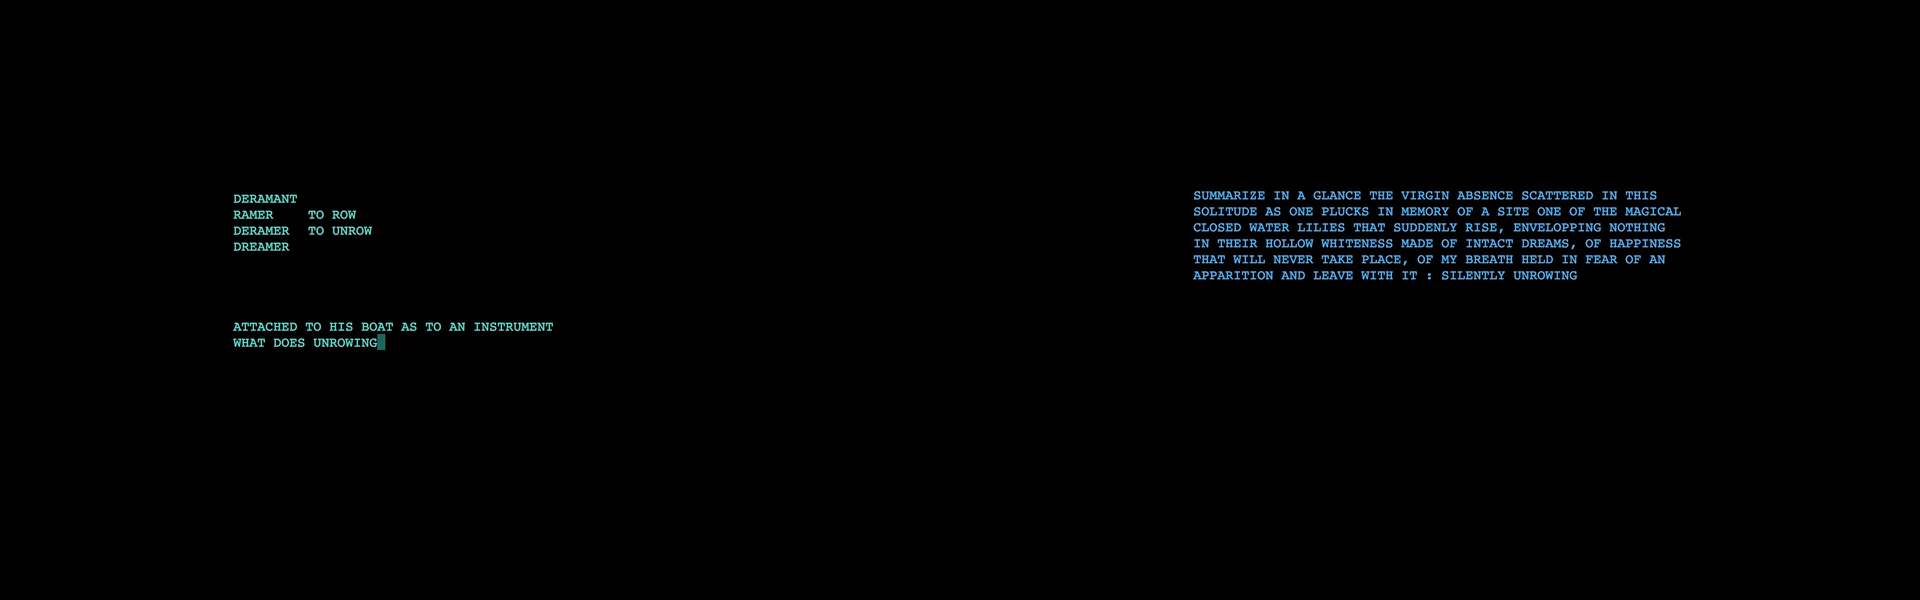 DERAMANT
RAMER TO ROW
DERAMER TO UNROW
DREAMER
ATTACHED TO HIS BOAT AS TO AN INSTRUMENT
WHAT DOES UNROWING
SUMMARIZE IN A GLANCE THE VIRGIN ABSENCE SCATTERED IN THIS
SOLITUDE AS ONE PLUCKS IN MEMORY OF A SITE ONE OF THE MAGICAL
CLOSED WATER LILIES THAT SUDDENLY RISE, ENVELOPPING NOTHING
IN THEIR HOLLOW WHITENESS MADE OF INTACT DREAMS, OF HAPPINESS
THAT WILL NEVER TAKE PLACE, OF MY BREATH HELD IN FEAR OF AN
APPARITION AND LEAVE WITH IT : SILENTLY UNROWING